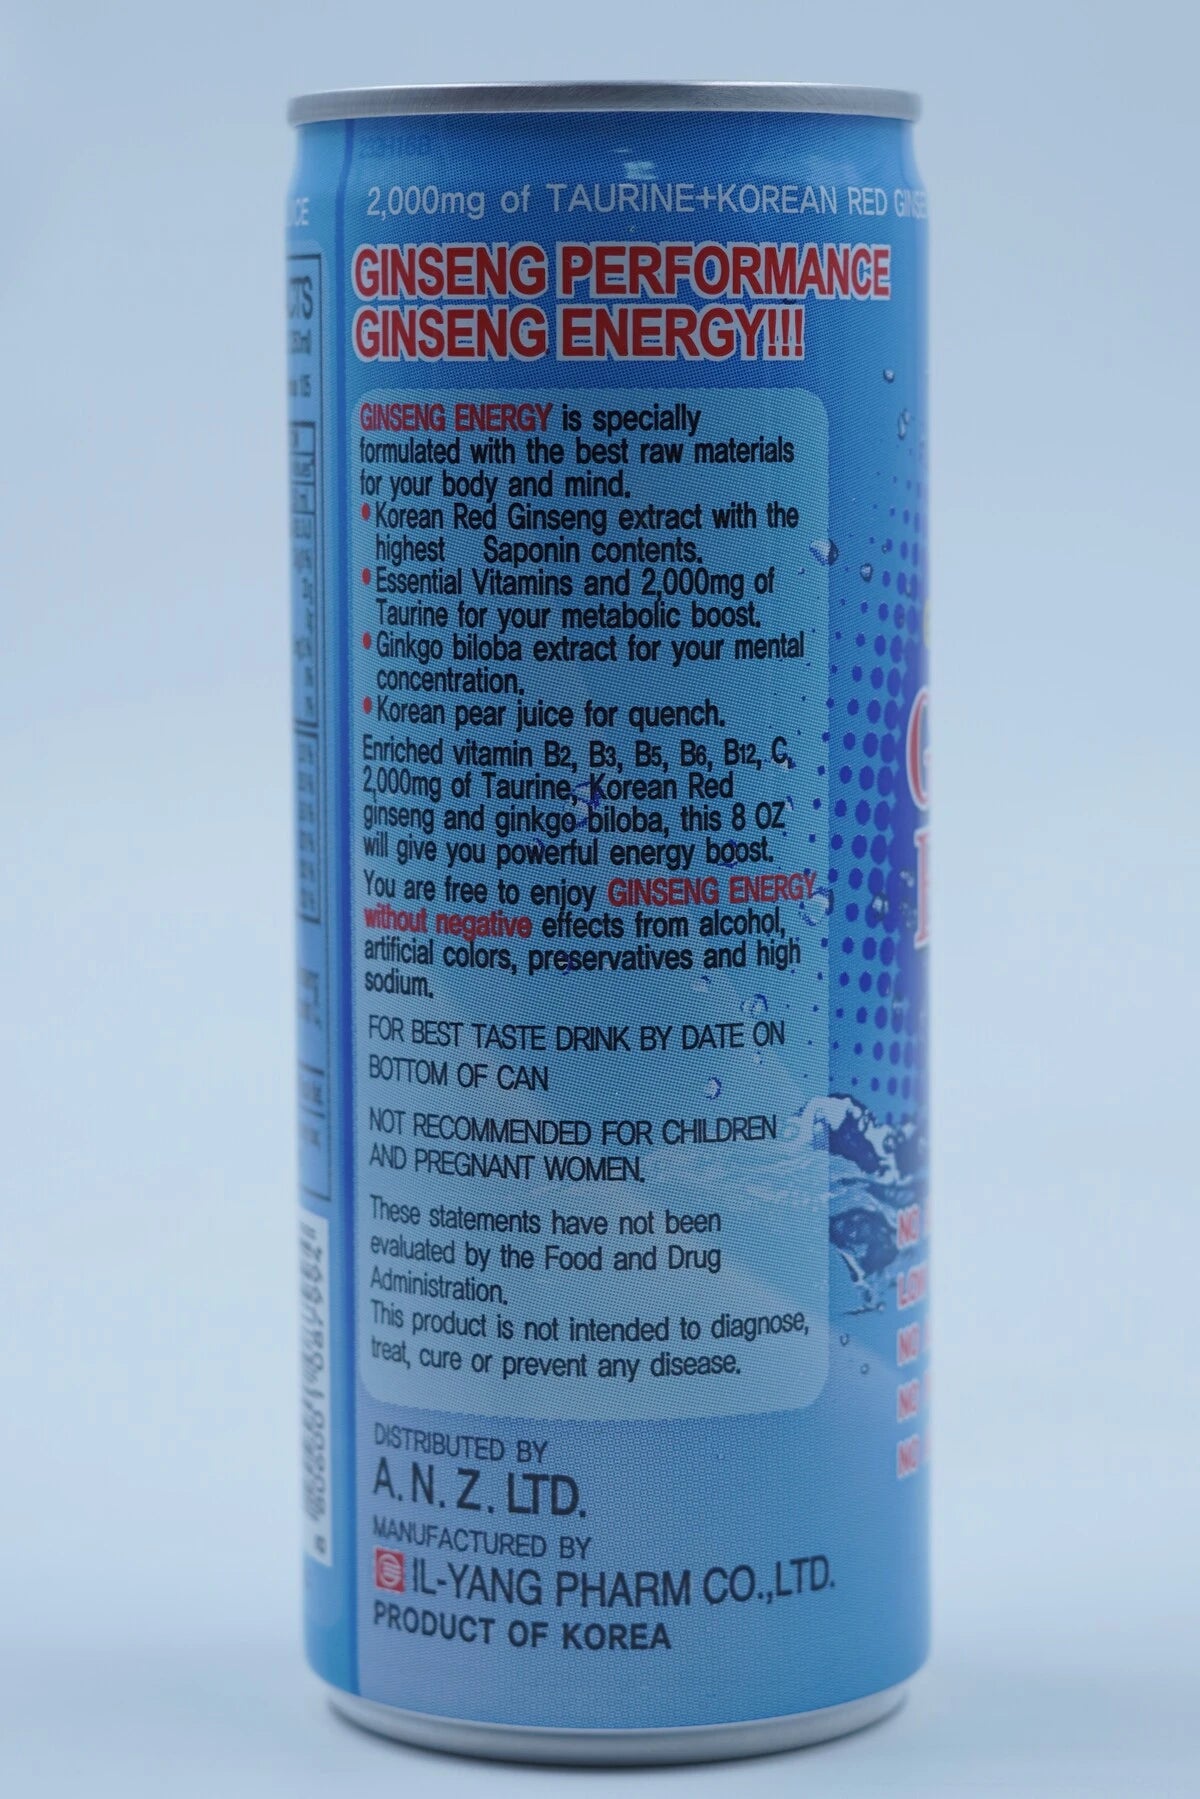 2,000mg of TAURINE+KOREAN RED
GINSENG PERFORMANCE
GINSENG ENERGY!!!
GINSENG ENERGY is specially
formulated with the best raw materials
for your body and mind.
• Korean Red Ginseng extract with the
highest Saponin contents.
• Essential Vitamins and 2,000mg of
Taurine for your metabolic boost.
• Ginkgo biloba extract for your mental
concentration.
• Korean pear juice for quench.
Enriched vitamin B2, B3, B5, B6, B12, C,
2,000mg of Taurine, Korean Red
ginseng and ginkgo biloba, this 8 OZ
will give you powerful energy boost.
You are free to enjoy GINSENG ENERGY
without negative effects from alcohol,
artificial colors, preservatives and high
sodium.
FOR BEST TASTE DRINK BY DATE ON
BOTTOM OF CAN
NOT RECOMMENDED FOR CHILDREN
AND PREGNANT WOMEN.
These statements have not been
evaluated by the Food and Drug
Administration.
This product is not intended to diagnose,
treat, cure or prevent any disease.
DISTRIBUTED BY
A.N.Z. LTD.
MANUFACTURED BY
IL-YANG PHARM CO.,LTD.
PRODUCT OF KOREA
NO
LOW
NO
NO
NO